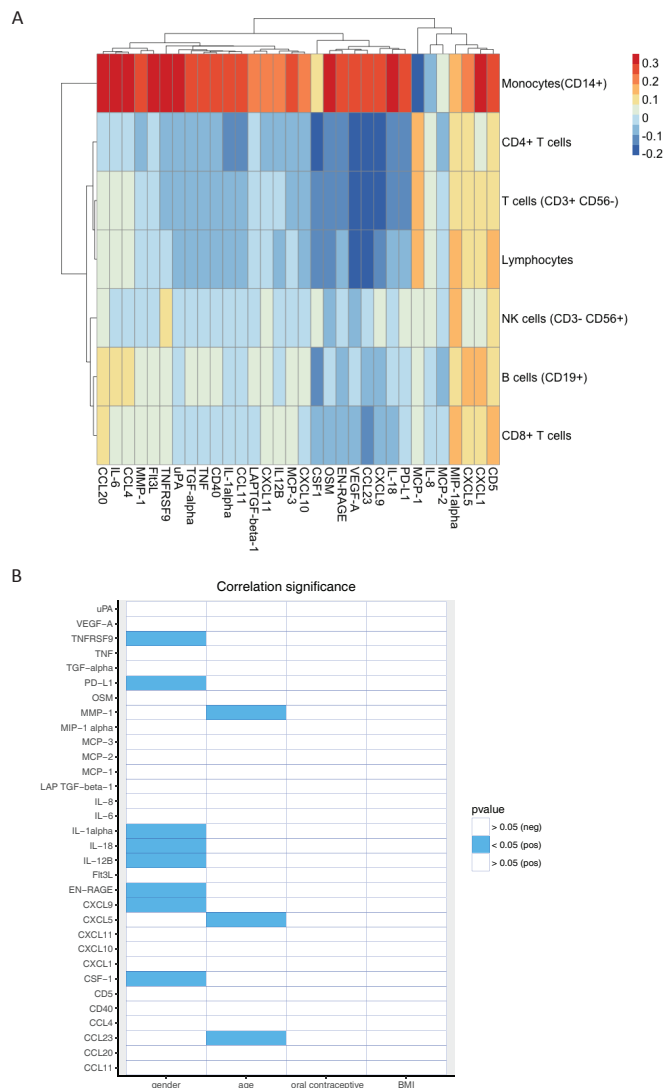 A
0.3
0.2
0.1
0
-0.1
-0.2
Monocytes(CD14+)
CD4+ T cells
T cells (CD3+ CD56-)
Lymphocytes
NK cells (CD3- CD56+)
B cells (CD19+)
CD8+ T cells
CCL20
IL-6
CCL4
MMP-1
Flt3L
TNFRSF9
uPA
TGF-alpha
TNF
CD40
IL-1alpha
CCL11
LAPTGF-beta-1
CXCL11
IL12B
MCP-3
CXCL10
CSF1
OSM
EN-RAGE
VEGF-A
CCL23
CXCL9
IL-18
PD-L1
MCP-1
IL-8
MCP-2
MIP-1alpha
CXCL5
CXCL1
CD5
B
Correlation significance
uPA
VEGF−A
TNFRSF9
TNF
TGF−alpha
PD−L1
OSM
MMP−1
MIP−1 alpha
MCP−3
MCP−2
MCP−1
LAP TGF−beta−1
IL−8
IL−6
IL−1alpha
IL−18
IL−12B
Flt3L
EN−RAGE
CXCL9
CXCL5
CXCL11
CXCL10
CXCL1
CSF−1
CD5
CD40
CCL4
CCL23
CCL20
CCL11
gender age oral contraceptive BMI
pvalue
> 0.05 (neg)
< 0.05 (pos)
> 0.05 (pos)